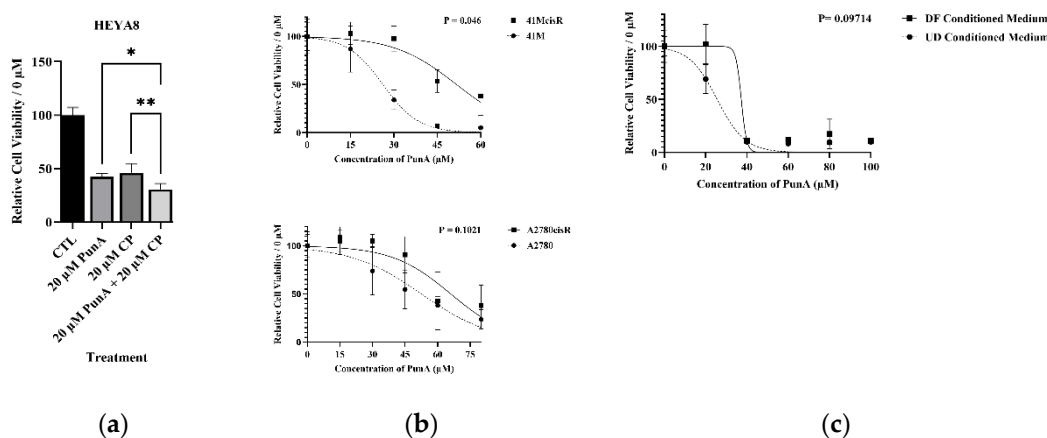 HEYA8
Relative Cell Viability / 0 µM
150
100
50
0
*
**
CTL
20 µM PunA
20 µM CP
20 µM PunA + 20 µM CP
Treatment
(a)
Relative Cell Viability / 0 µM
100
50
0
P = 0.046
41McisR
41M
0 15 30 45 60
Concentration of PunA (µM)
Relative Cell Viability / 0 µM
100
50
0
P = 0.1021
A2780cisR
A2780
0 15 30 45 60 75
Concentration of PunA (µM)
(b)
Relative Cell Viability / 0 µM
100
50
0
P= 0.09714
DF Conditioned Medium
UD Conditioned Medium
0 20 40 60 80 100
Concentration of PunA (µM)
(c)